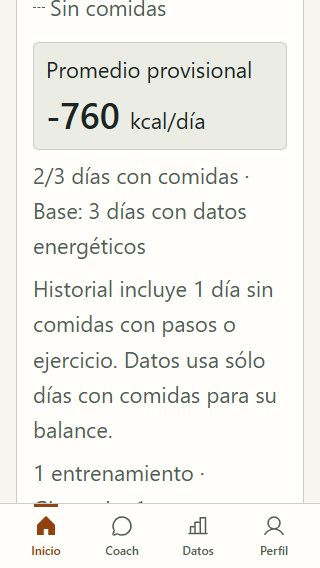 --- Sin comidas
Promedio provisional
-760 kcal/día
2/3 días con comidas ·
Base: 3 días con datos
energéticos
Historial incluye 1 día sin
comidas con pasos o
ejercicio. Datos usa sólo
días con comidas para su
balance.
1 entrenamiento ·
Inicio Coach Datos Perfil